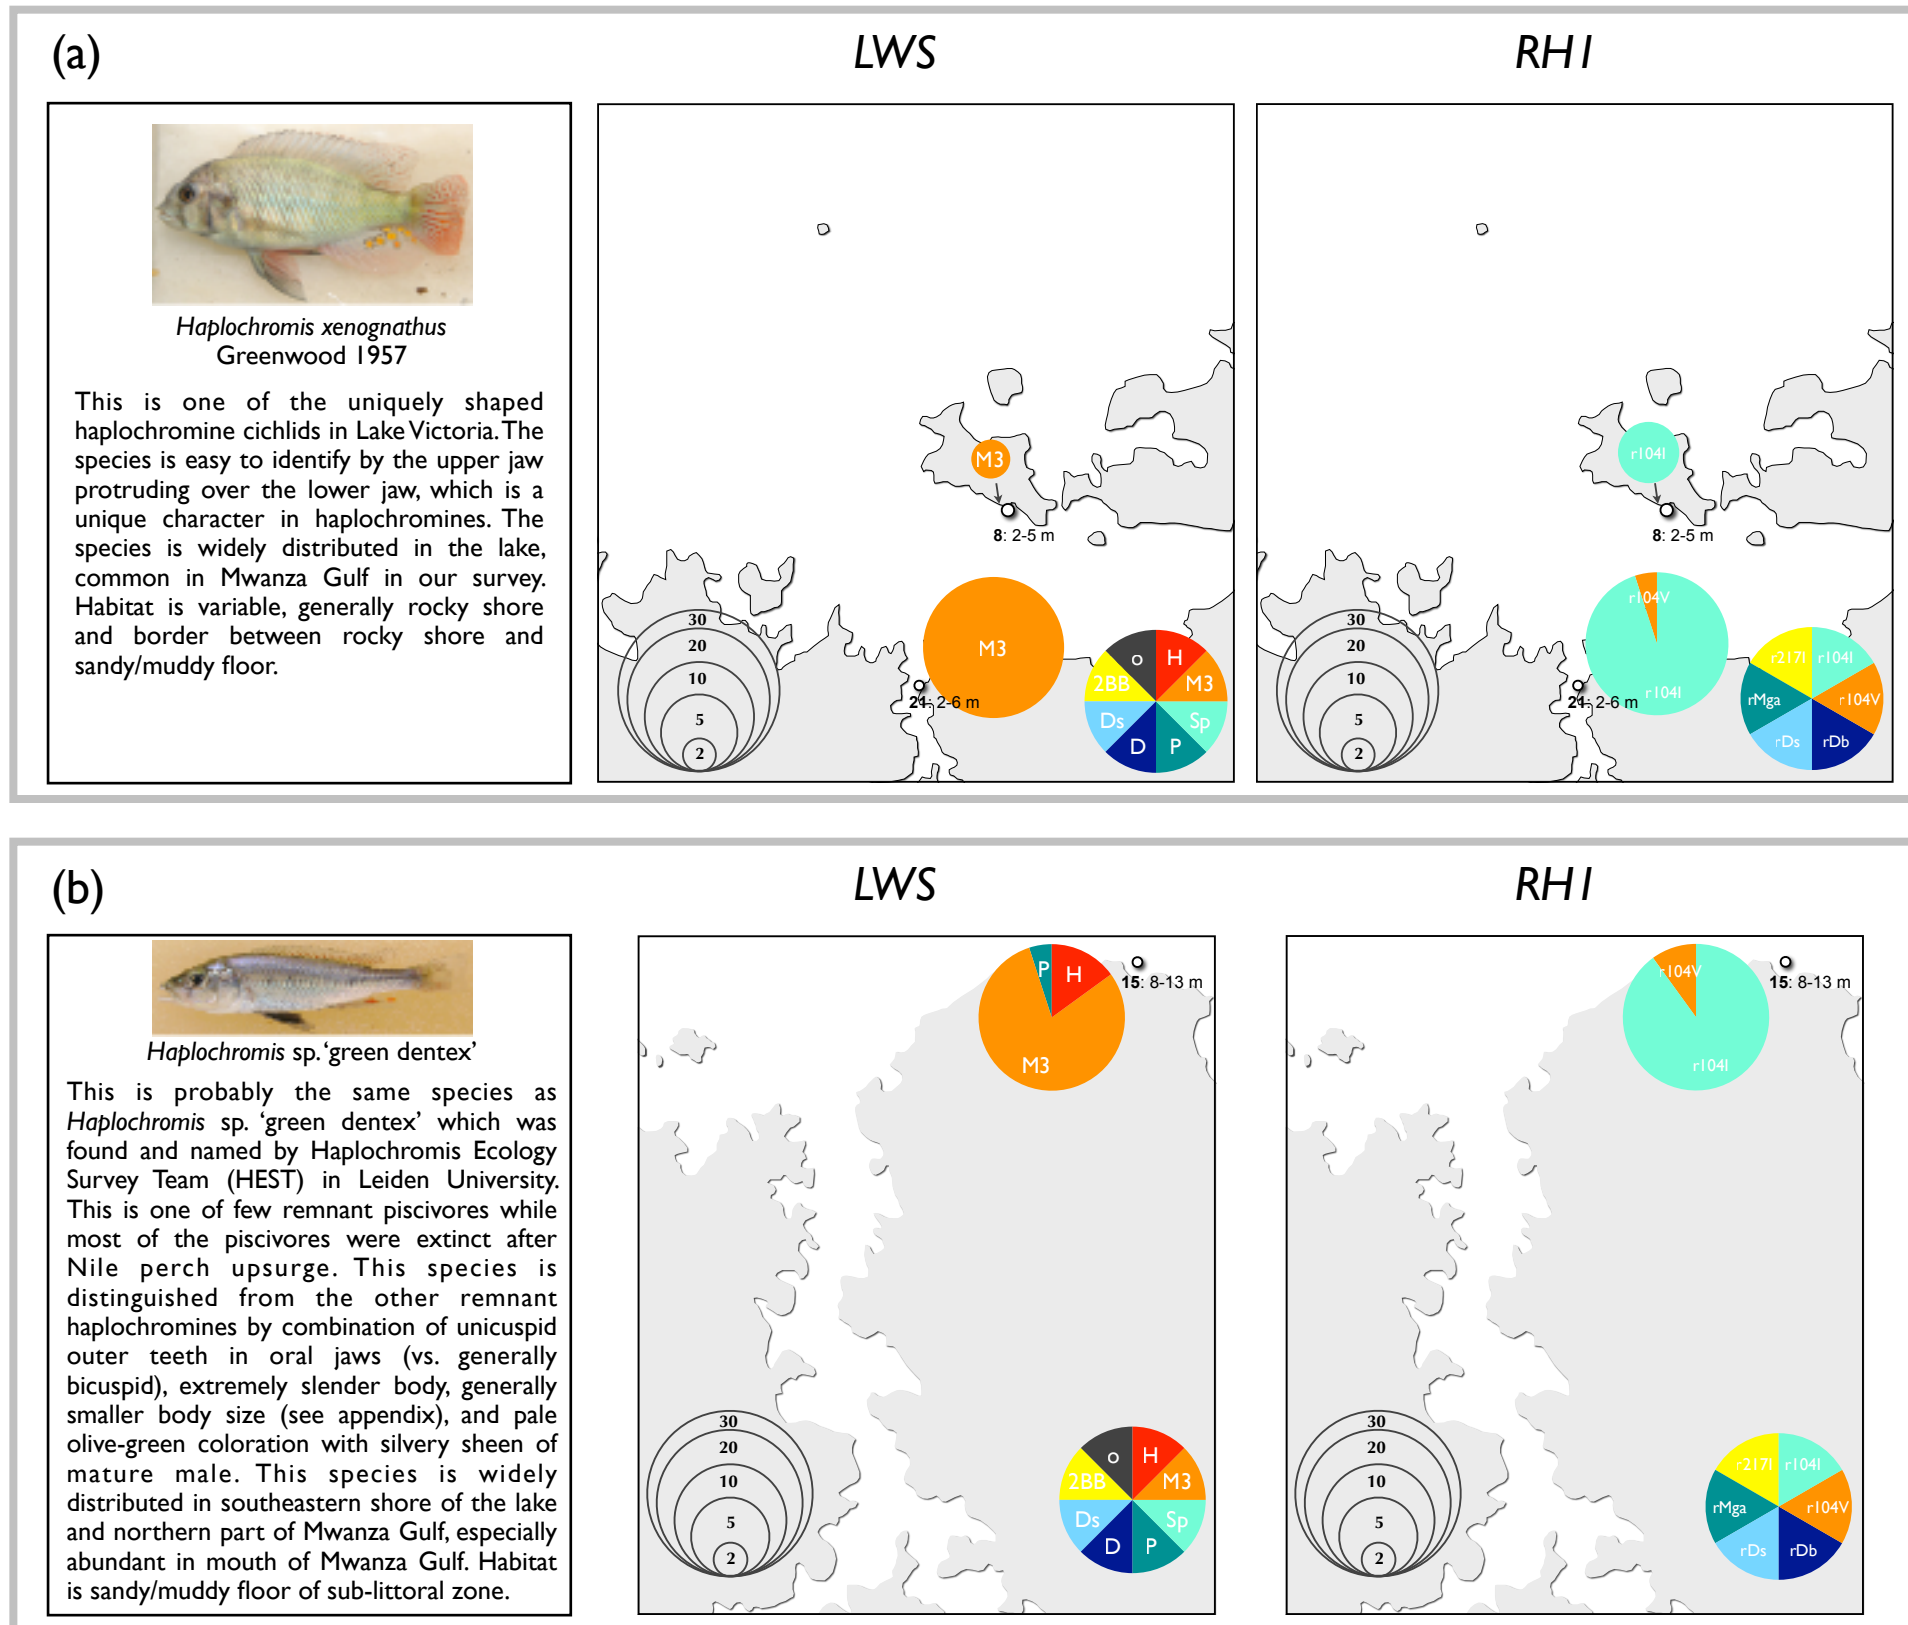 (a)
LWS
RH1
Haplochromis xenognathus
Greenwood 1957
This is one of the uniquely shaped
haplochromine cichlids in Lake Victoria. The
species is easy to identify by the upper jaw
protruding over the lower jaw, which is a
unique character in haplochromines. The
species is widely distributed in the lake,
common in Mwanza Gulf in our survey.
Habitat is variable, generally rocky shore
and border between rocky shore and
sandy/muddy floor.
M3
8: 2-5 m
M3
21: 2-6 m
30
20
10
5
2
o
H
2BB
M3
Ds
Sp
D
P
r104I
8: 2-5 m
r104V
r104I
21: 2-6 m
30
20
10
5
2
r217I
r104I
rMga
r104V
rDs
rDb
(b)
LWS
RH1
Haplochromis sp. ‘green dentex’
This is probably the same species as
Haplochromis sp. ‘green dentex’ which was
found and named by Haplochromis Ecology
Survey Team (HEST) in Leiden University.
This is one of few remnant piscivores while
most of the piscivores were extinct after
Nile perch upsurge. This species is
distinguished from the other remnant
haplochromines by combination of unicuspid
outer teeth in oral jaws (vs. generally
bicuspid), extremely slender body, generally
smaller body size (see appendix), and pale
olive-green coloration with silvery sheen of
mature male. This species is widely
distributed in southeastern shore of the lake
and northern part of Mwanza Gulf, especially
abundant in mouth of Mwanza Gulf. Habitat
is sandy/muddy floor of sub-littoral zone.
P
H
M3
15: 8-13 m
30
20
10
5
2
o
H
2BB
M3
Ds
Sp
D
P
r104V
r104I
15: 8-13 m
30
20
10
5
2
r217I
r104I
rMga
r104V
rDs
rDb